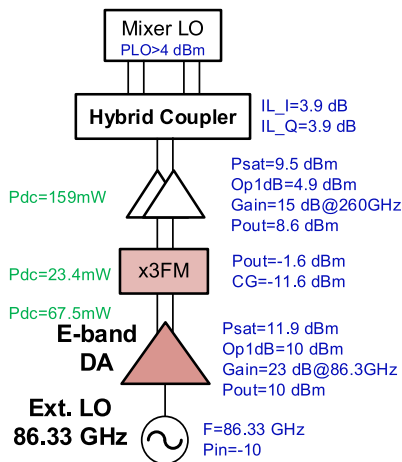 Mixer LO
PLO>4 dBm
Hybrid Coupler
IL_I=3.9 dB
IL_Q=3.9 dB
Pdc=159mW
Psat=9.5 dBm
Op1dB=4.9 dBm
Gain=15 dB@260GHz
Pout=8.6 dBm
Pdc=23.4mW
x3FM
Pout=-1.6 dBm
CG=-11.6 dBm
Pdc=67.5mW
E-band
DA
Psat=11.9 dBm
Op1dB=10 dBm
Gain=23 dB@86.3GHz
Pout=10 dBm
Ext. LO
86.33 GHz
F=86.33 GHz
Pin=-10